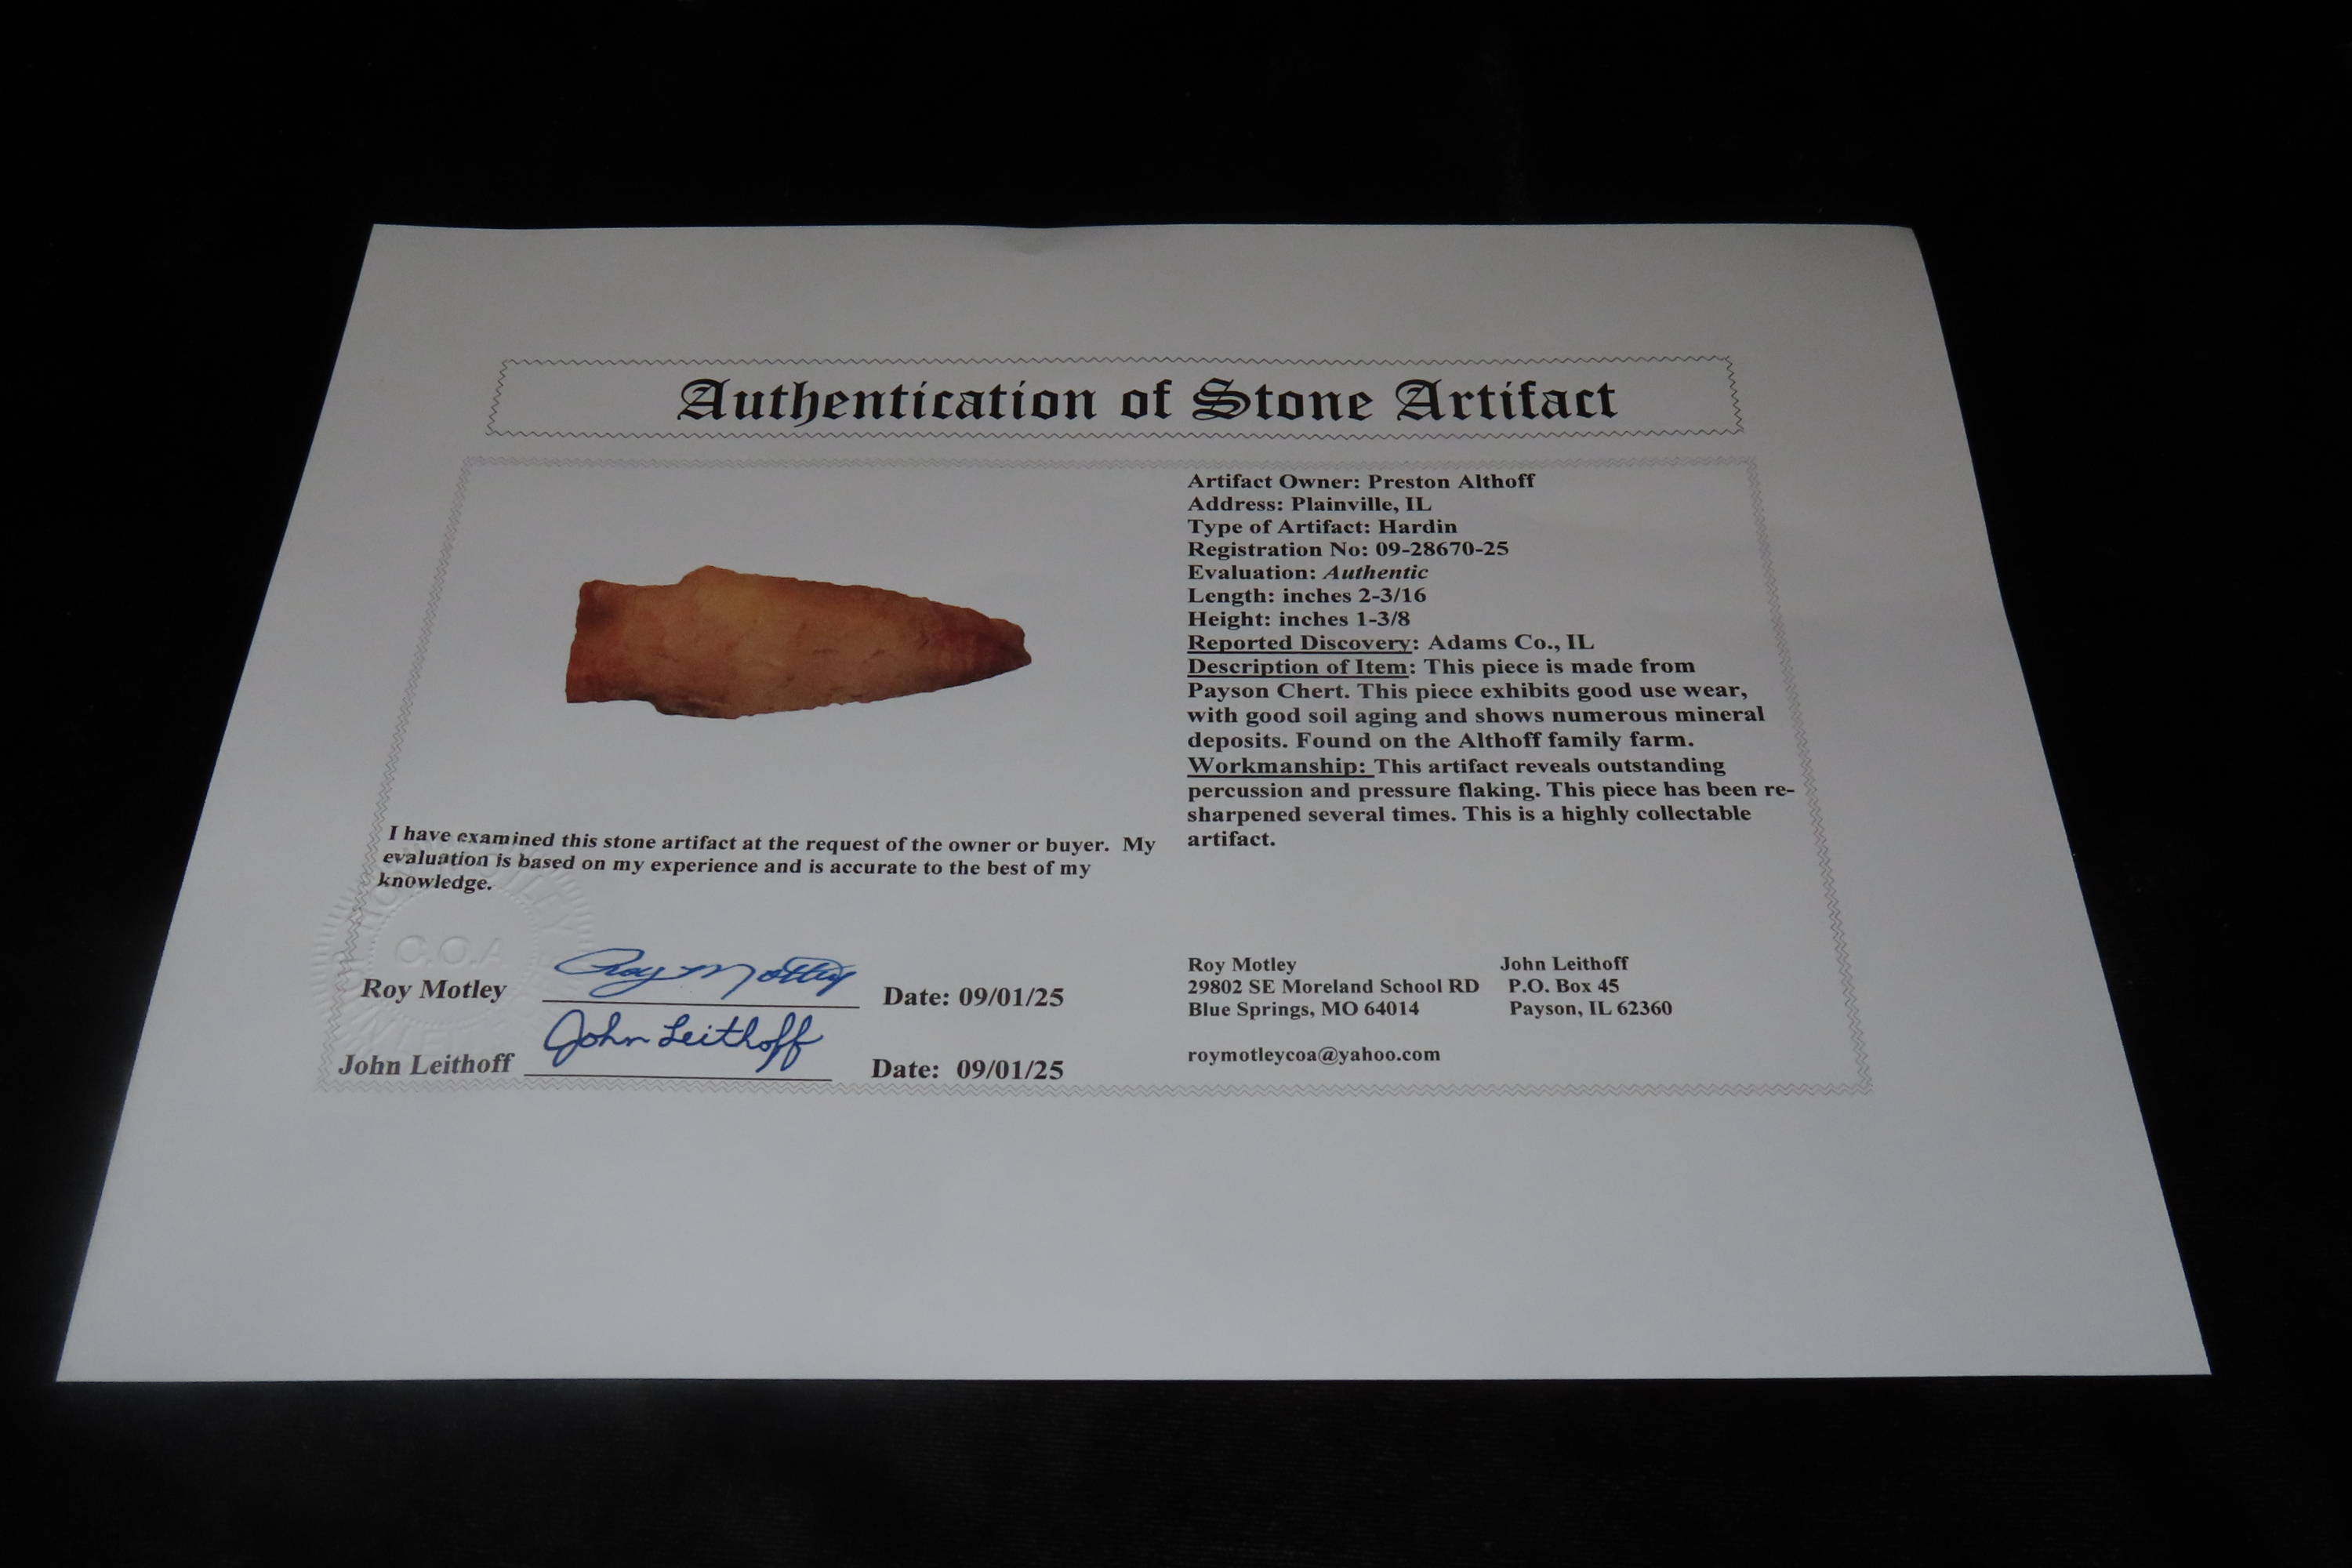 Authentication of Stone Artifact
Artifact Owner: Preston Althoff
Address: Plainville, IL
Type of Artifact: Hardin
Registration No: 09-28670-25
Evaluation: Authentic
Length: inches 2-3/16
Height: inches 1-3/8
Reported Discovery: Adams Co., IL
Description of Item: This piece is made from
Payson Chert. This piece exhibits good use wear,
with good soil aging and shows numerous mineral
deposits. Found on the Althoff family farm.
Workmanship: This artifact reveals outstanding
percussion and pressure flaking. This piece has been re-
sharpened several times. This is a highly collectable
artifact.
I have examined this stone artifact at the request of the owner or buyer. My
evaluation is based on my experience and is accurate to the best of my
knowledge.
C.O.A
Roy Motley Roy Motley Date: 09/01/25
John Leithoff John Leithoff Date: 09/01/25
Roy Motley John Leithoff
29802 SE Moreland School RD P.O. Box 45
Blue Springs, MO 64014 Payson, IL 62360
roymotleycoa@yahoo.com